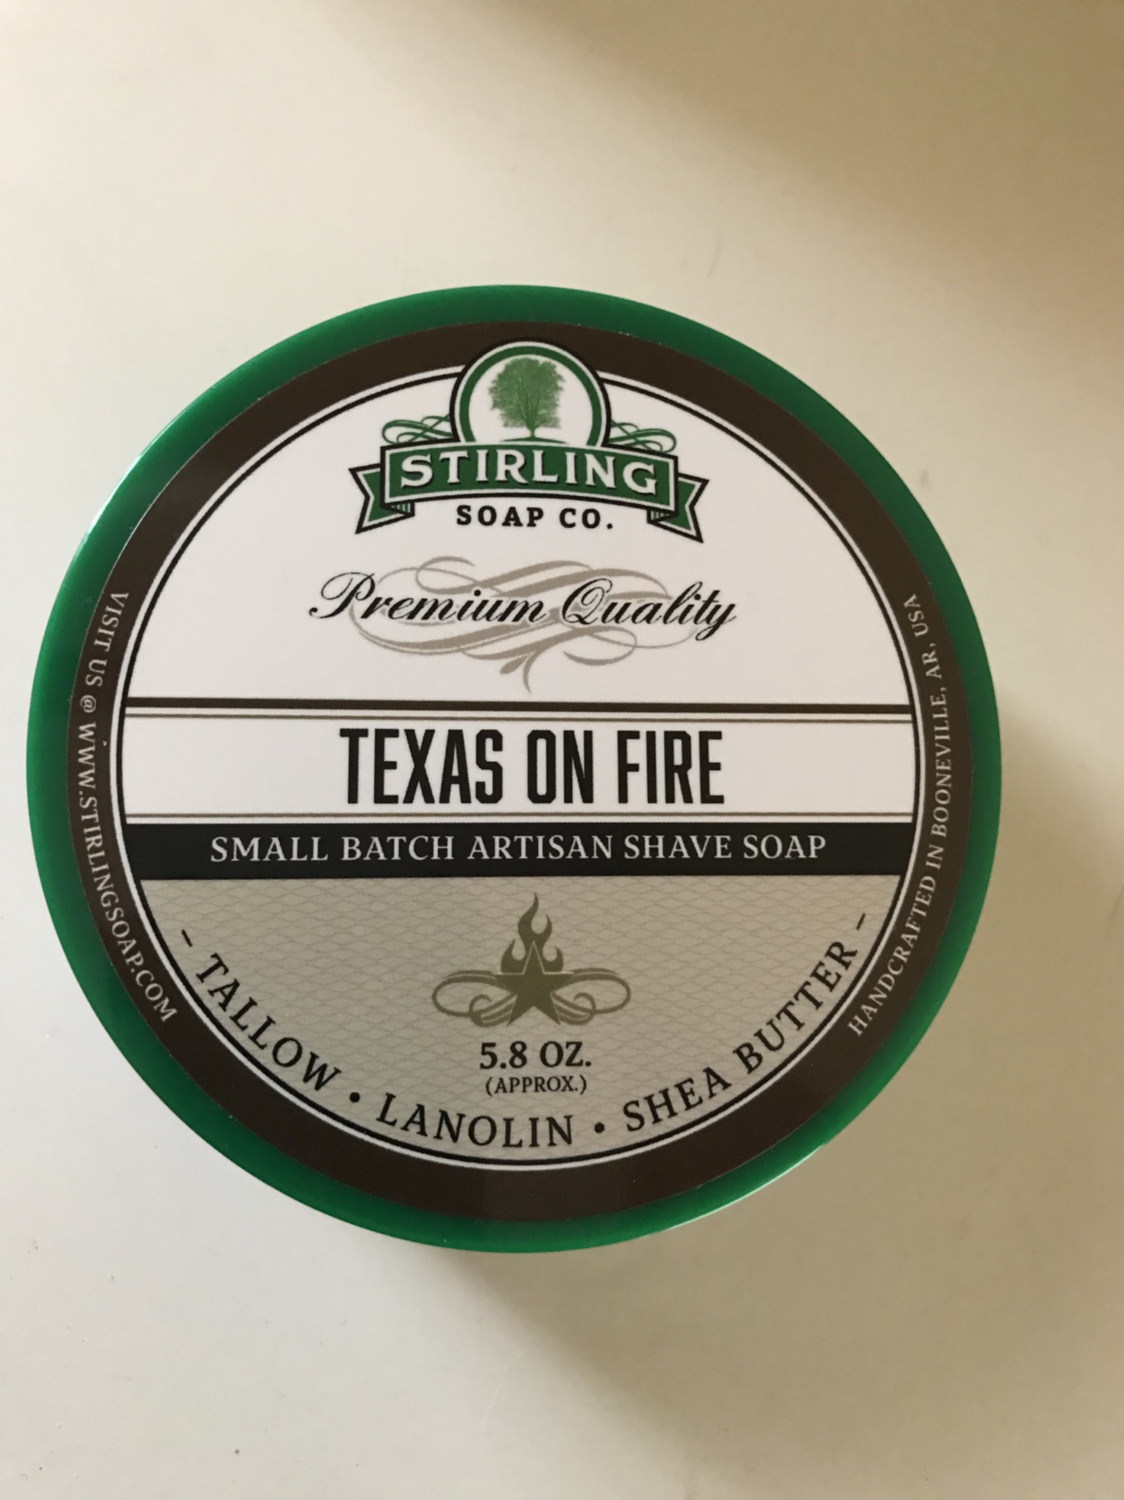 STIRLING
SOAP CO.
Premium Quality
TEXAS ON FIRE
SMALL BATCH ARTISAN SHAVE SOAP
5.8 OZ.
(APPROX.)
- TALLOW • LANOLIN • SHEA BUTTER -
VISIT US @ WWW.STIRLINGSOAP.COM
HANDCRAFTED IN BOONEVILLE, AR, USA